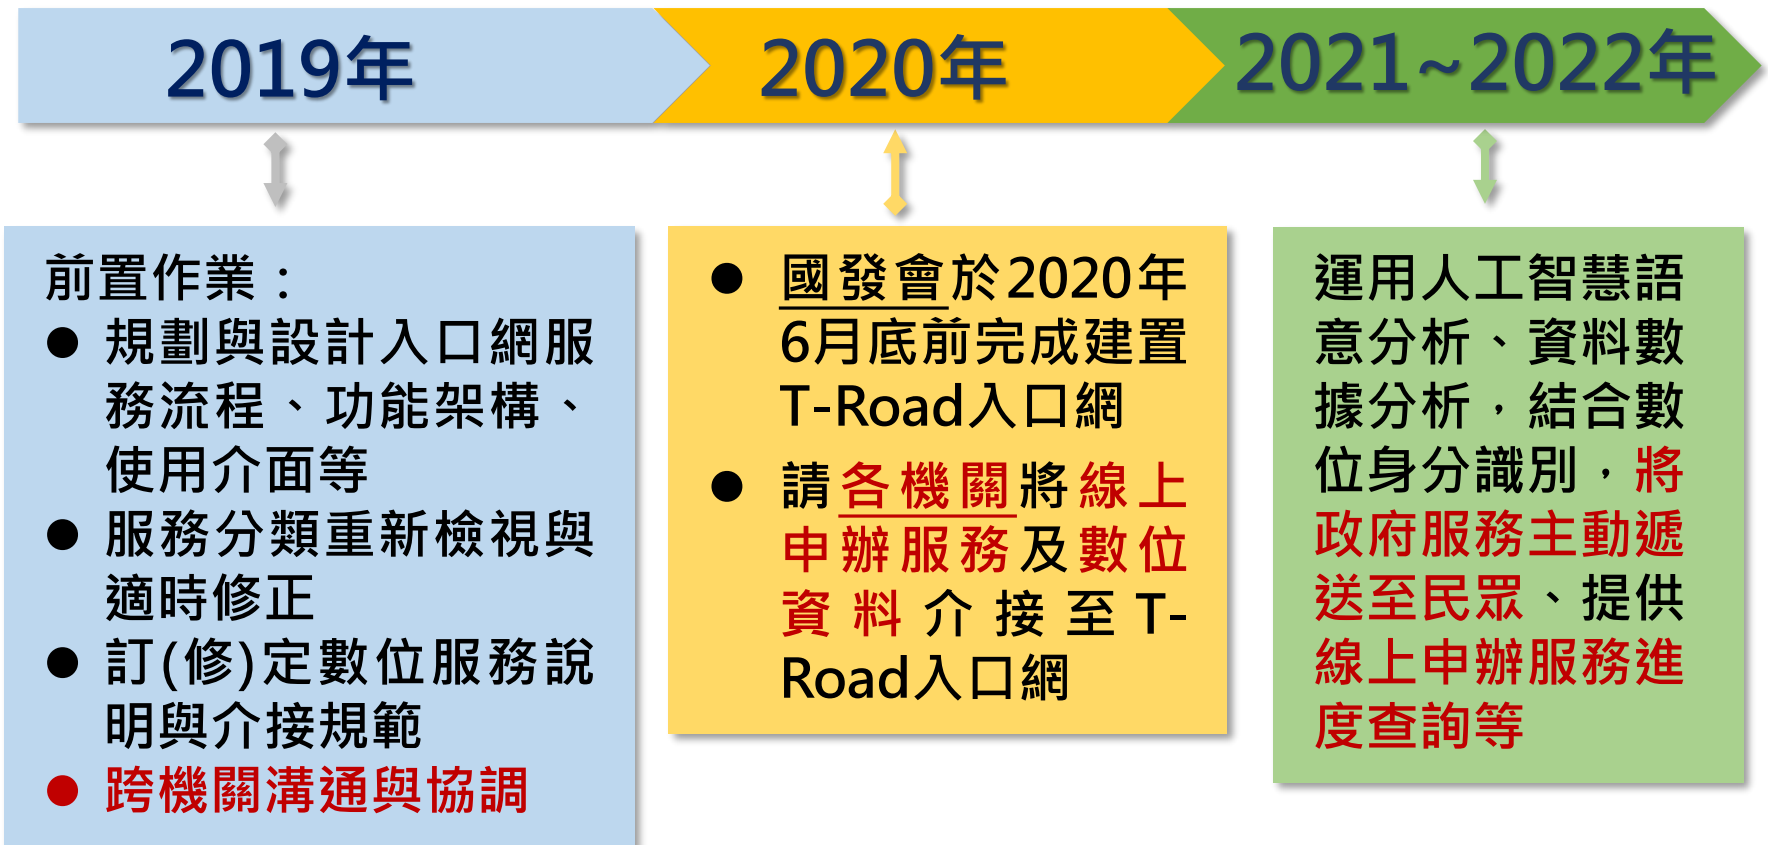 2019年
2020年
2021~2022年
前置作業：
● 規劃與設計入口網服
務流程、功能架構、
使用介面等
● 服務分類重新檢視與
適時修正
● 訂(修)定數位服務說
明與介接規範
● 跨機關溝通與協調
● 國發會於2020年
6月底前完成建置
T-Road入口網
● 請各機關將線上
申辦服務及數位
資料介接至T-
Road入口網
運用人工智慧語
意分析、資料數
據分析，結合數
位身分識別，將
政府服務主動遞
送至民眾、提供
線上申辦服務進
度查詢等